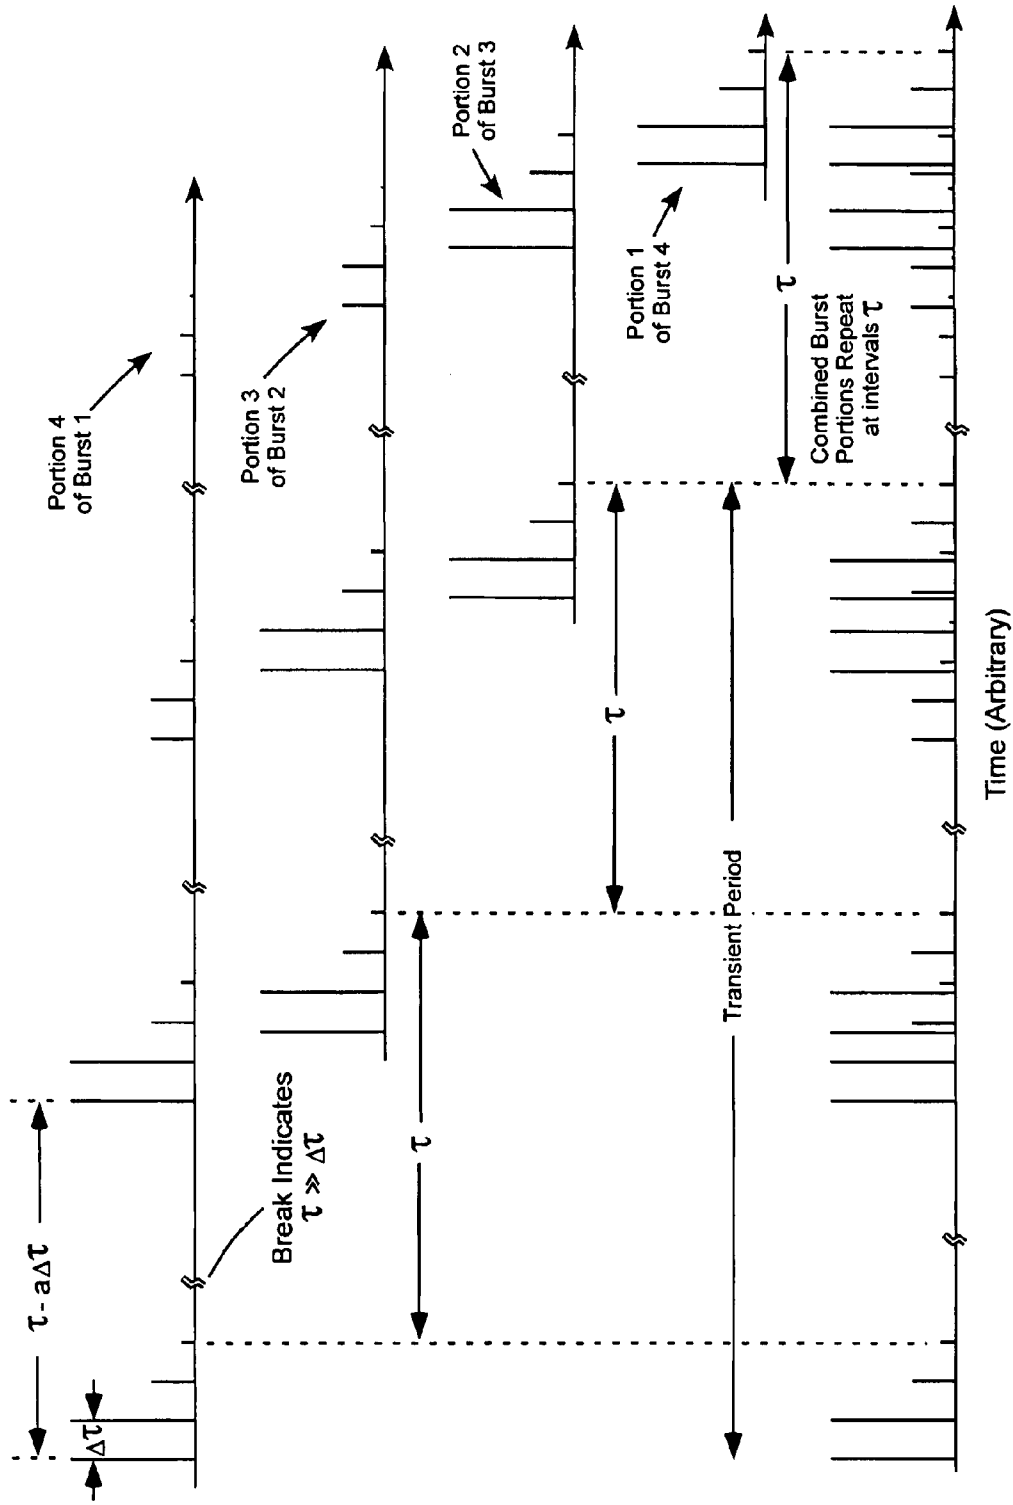 Δτ
τ - aΔτ
Break Indicates
τ >> Δτ
Portion 4
of Burst 1
τ
Portion 3
of Burst 2
τ
Portion 2
of Burst 3
Transient Period
Portion 1
of Burst 4
τ
Combined Burst
Portions Repeat
at intervals τ
Time (Arbitrary)